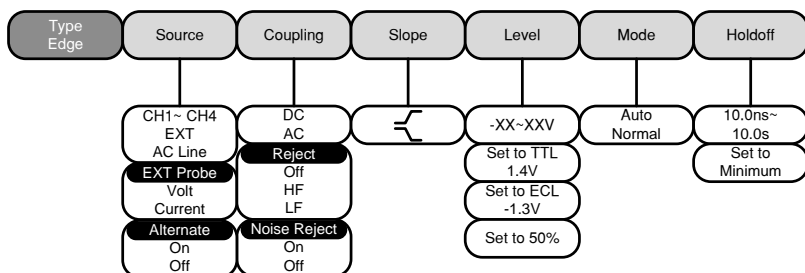 Type
Edge
Source
Coupling
Slope
Level
Mode
Holdoff
CH1~ CH4
EXT
AC Line
EXT Probe
Volt
Current
Alternate
On
Off
DC
AC
Reject
Off
HF
LF
Noise Reject
On
Off
-XX~XXV
Set to TTL
1.4V
Set to ECL
-1.3V
Set to 50%
Auto
Normal
10.0ns~
10.0s
Set to
Minimum